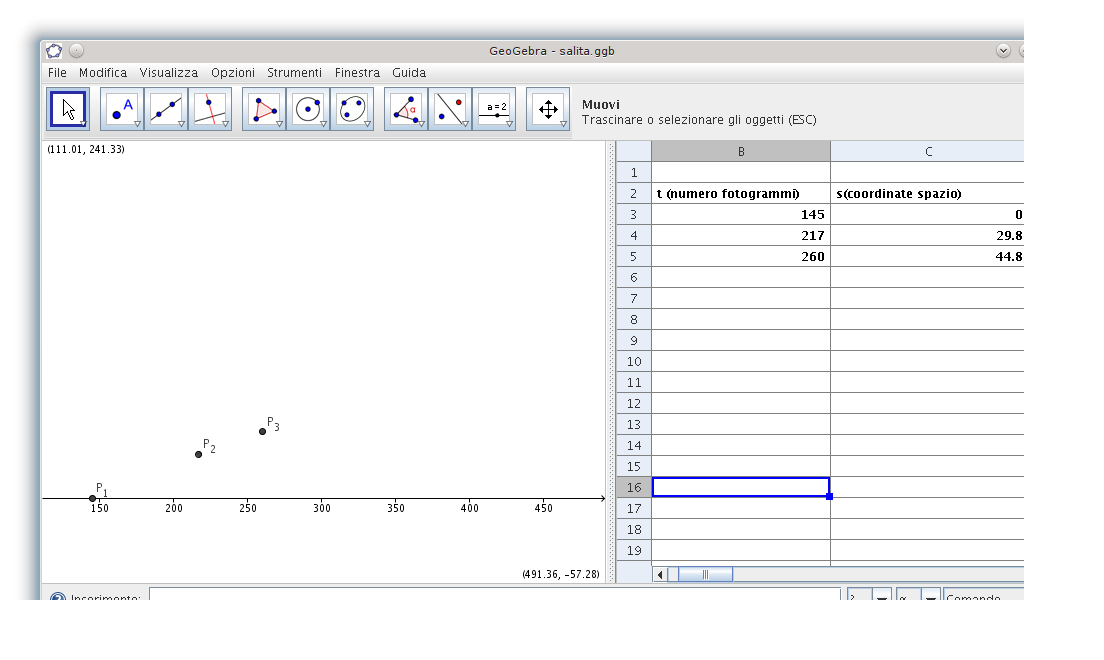 GeoGebra - salita.ggb
File Modifica Visualizza Opzioni Strumenti Finestra Guida
A
α
a=2
Muovi
Trascinare o selezionare gli oggetti (ESC)
(111.01, 241.33)
P1
P2
P3
150 200 250 300 350 400 450
(491.36, -57.28)
B C
1
2 t (numero fotogrammi) s(coordinate spazio)
3 145 0
4 217 29.8
5 260 44.8
6
7
8
9
10
11
12
13
14
15
16
17
18
19
Inserimento: Comando